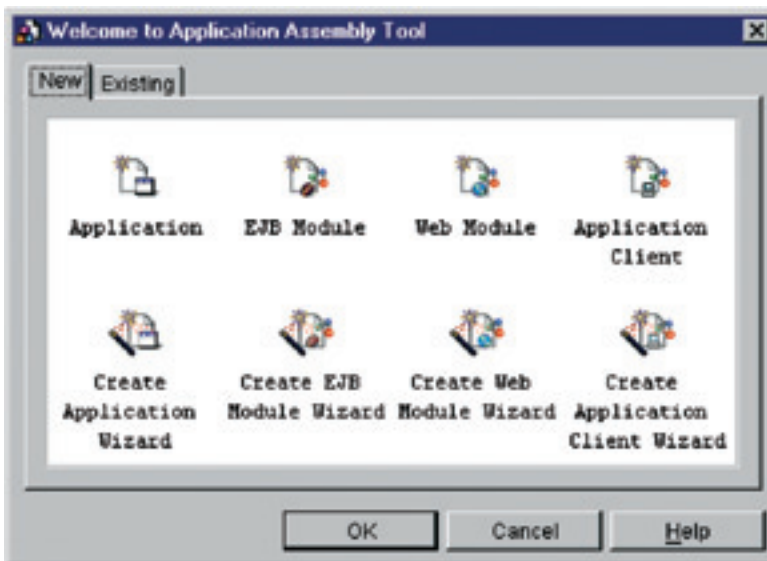 Welcome to Application Assembly Tool
New Existing
Application EJB Module Web Module Application
Client
Create Create EJB Create Web Create
Application Module Wizard Module Wizard Application
Wizard Client Wizard
OK Cancel Help